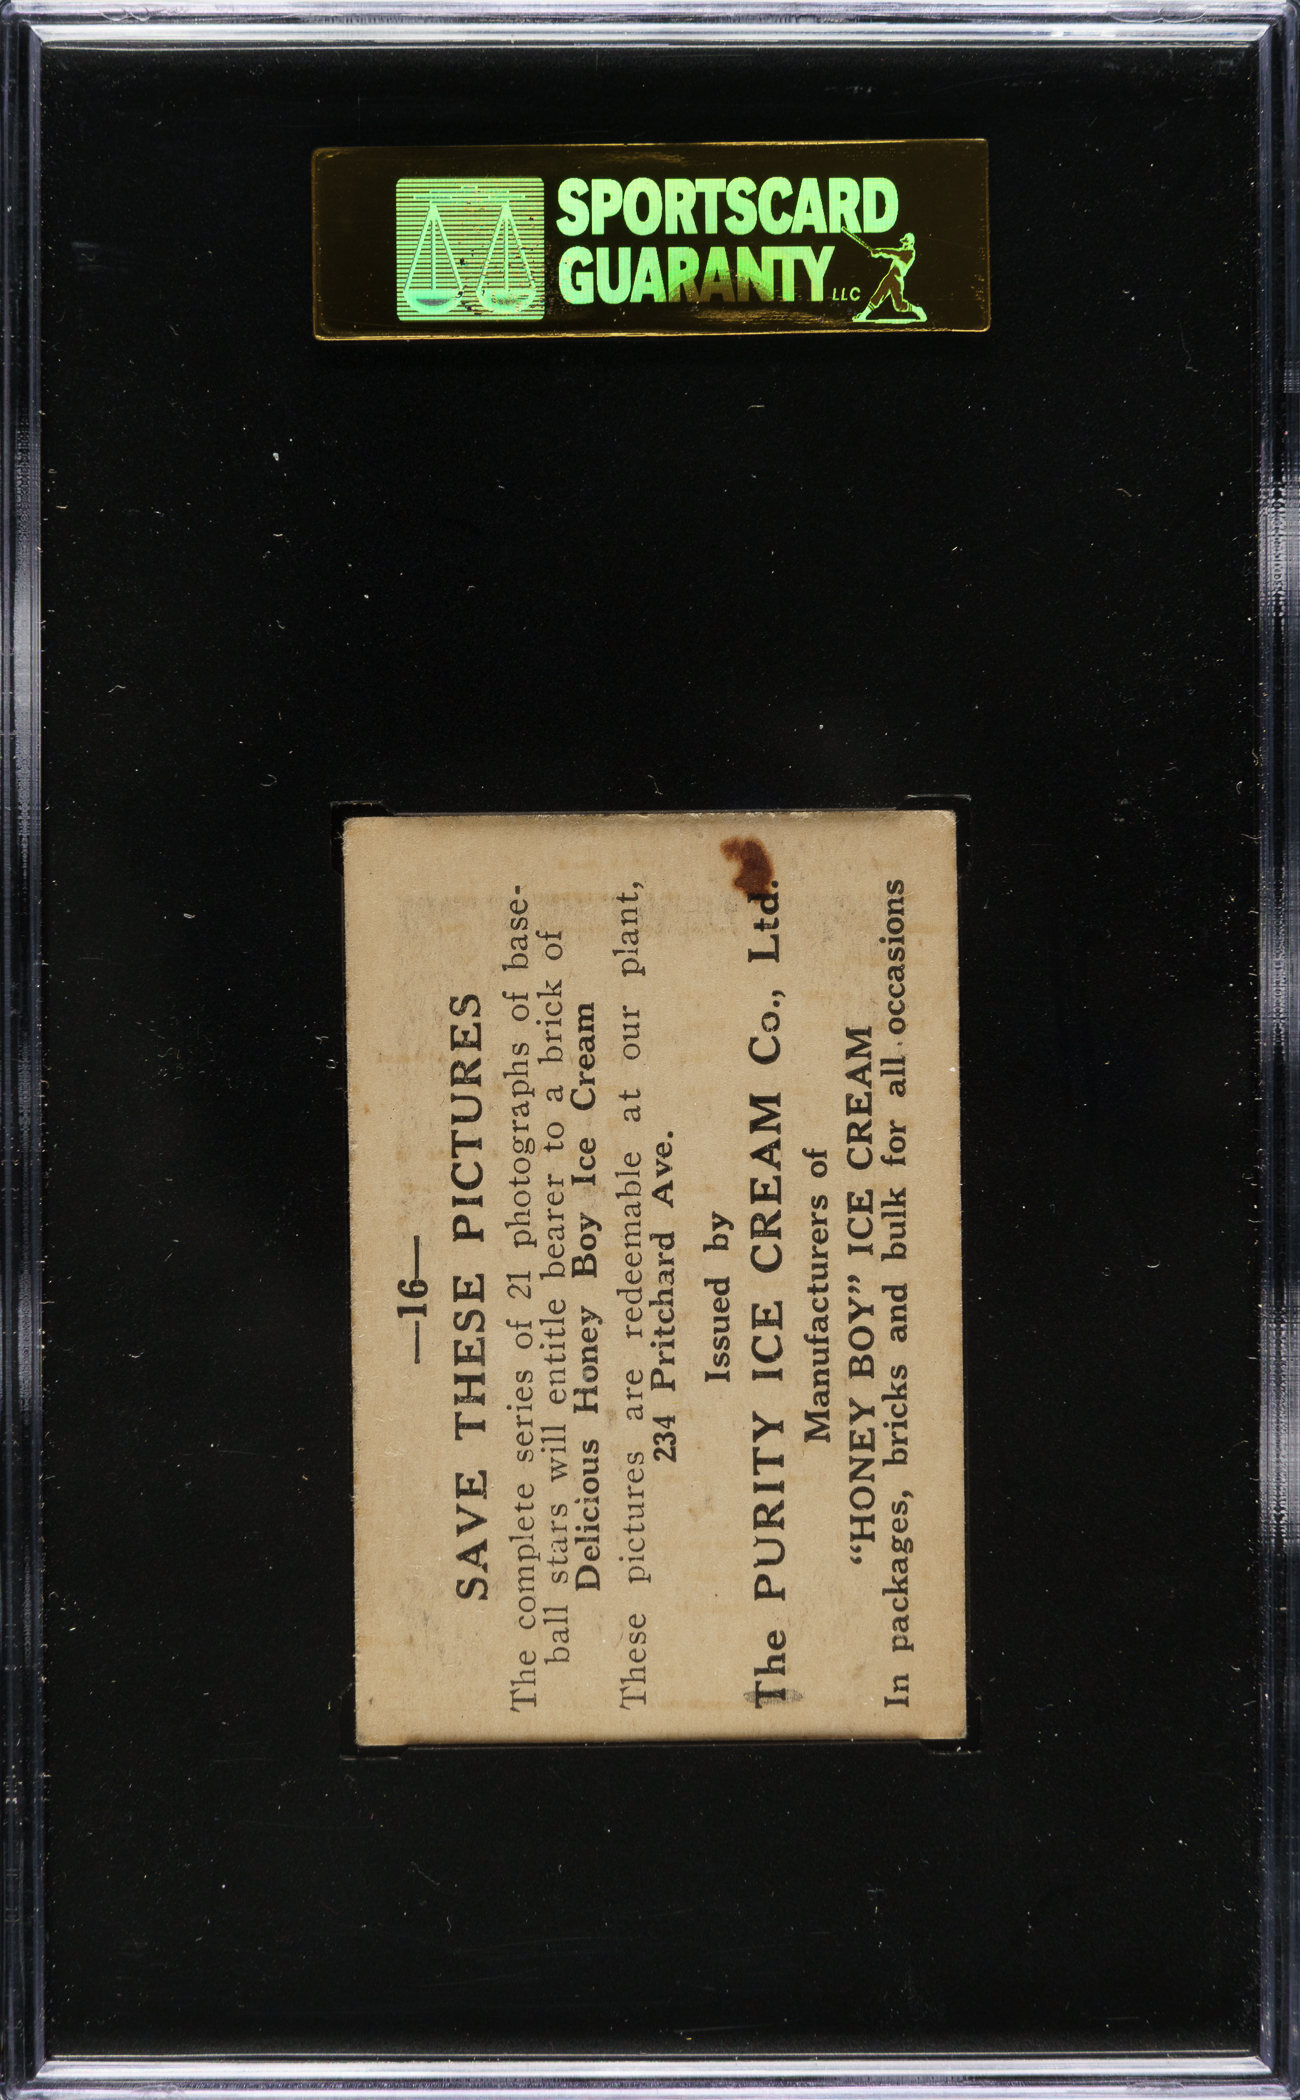 SPORTSCARD
GUARANTY LLC
—16—
SAVE THESE PICTURES
The complete series of 21 photographs of base-
ball stars will entitle bearer to a brick of
Delicious Honey Boy Ice Cream
These pictures are redeemable at our plant,
234 Pritchard Ave.
Issued by
The PURITY ICE CREAM Co., Ltd.
Manufacturers of
“HONEY BOY” ICE CREAM
In packages, bricks and bulk for all occasions